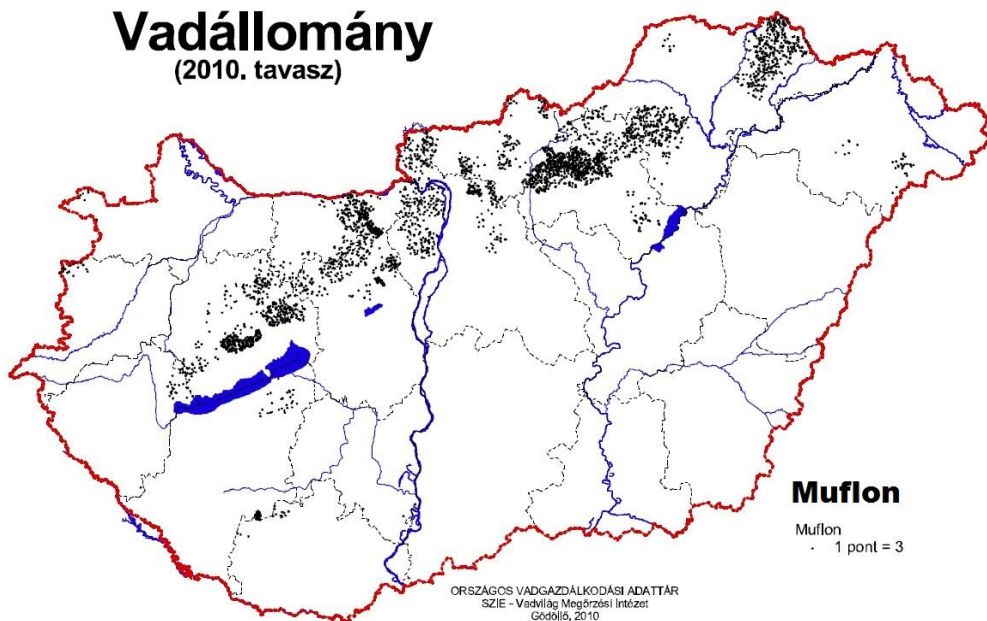 Vadállomány
(2010. tavasz)
Muflon
Muflon
. 1 pont = 3
ORSZÁGOS VADGAZDÁLKODÁSI ADATTÁR
SZIE - Vadvilág Megőrzési Intézet
Gödöllő, 2010